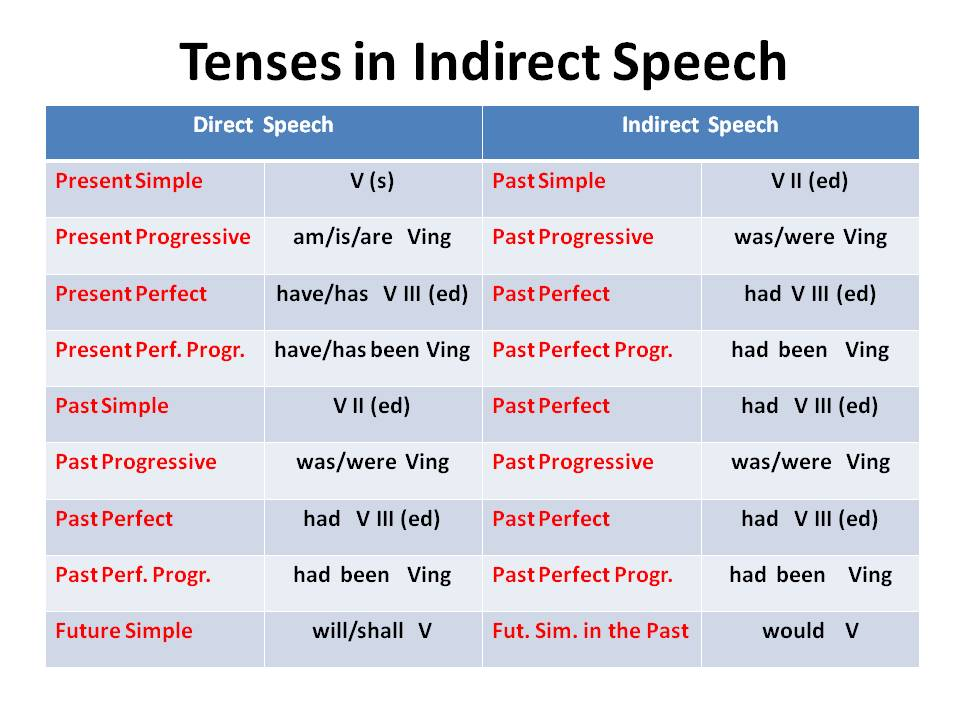 Tenses in Indirect Speech
Direct Speech Indirect Speech
Present Simple V (s) Past Simple V II (ed)
Present Progressive am/is/are Ving Past Progressive was/were Ving
Present Perfect have/has V III (ed) Past Perfect had V III (ed)
Present Perf. Progr. have/has been Ving Past Perfect Progr. had been Ving
Past Simple V II (ed) Past Perfect had V III (ed)
Past Progressive was/were Ving Past Progressive was/were Ving
Past Perfect had V III (ed) Past Perfect had V III (ed)
Past Perf. Progr. had been Ving Past Perfect Progr. had been Ving
Future Simple will/shall V Fut. Sim. in the Past would V